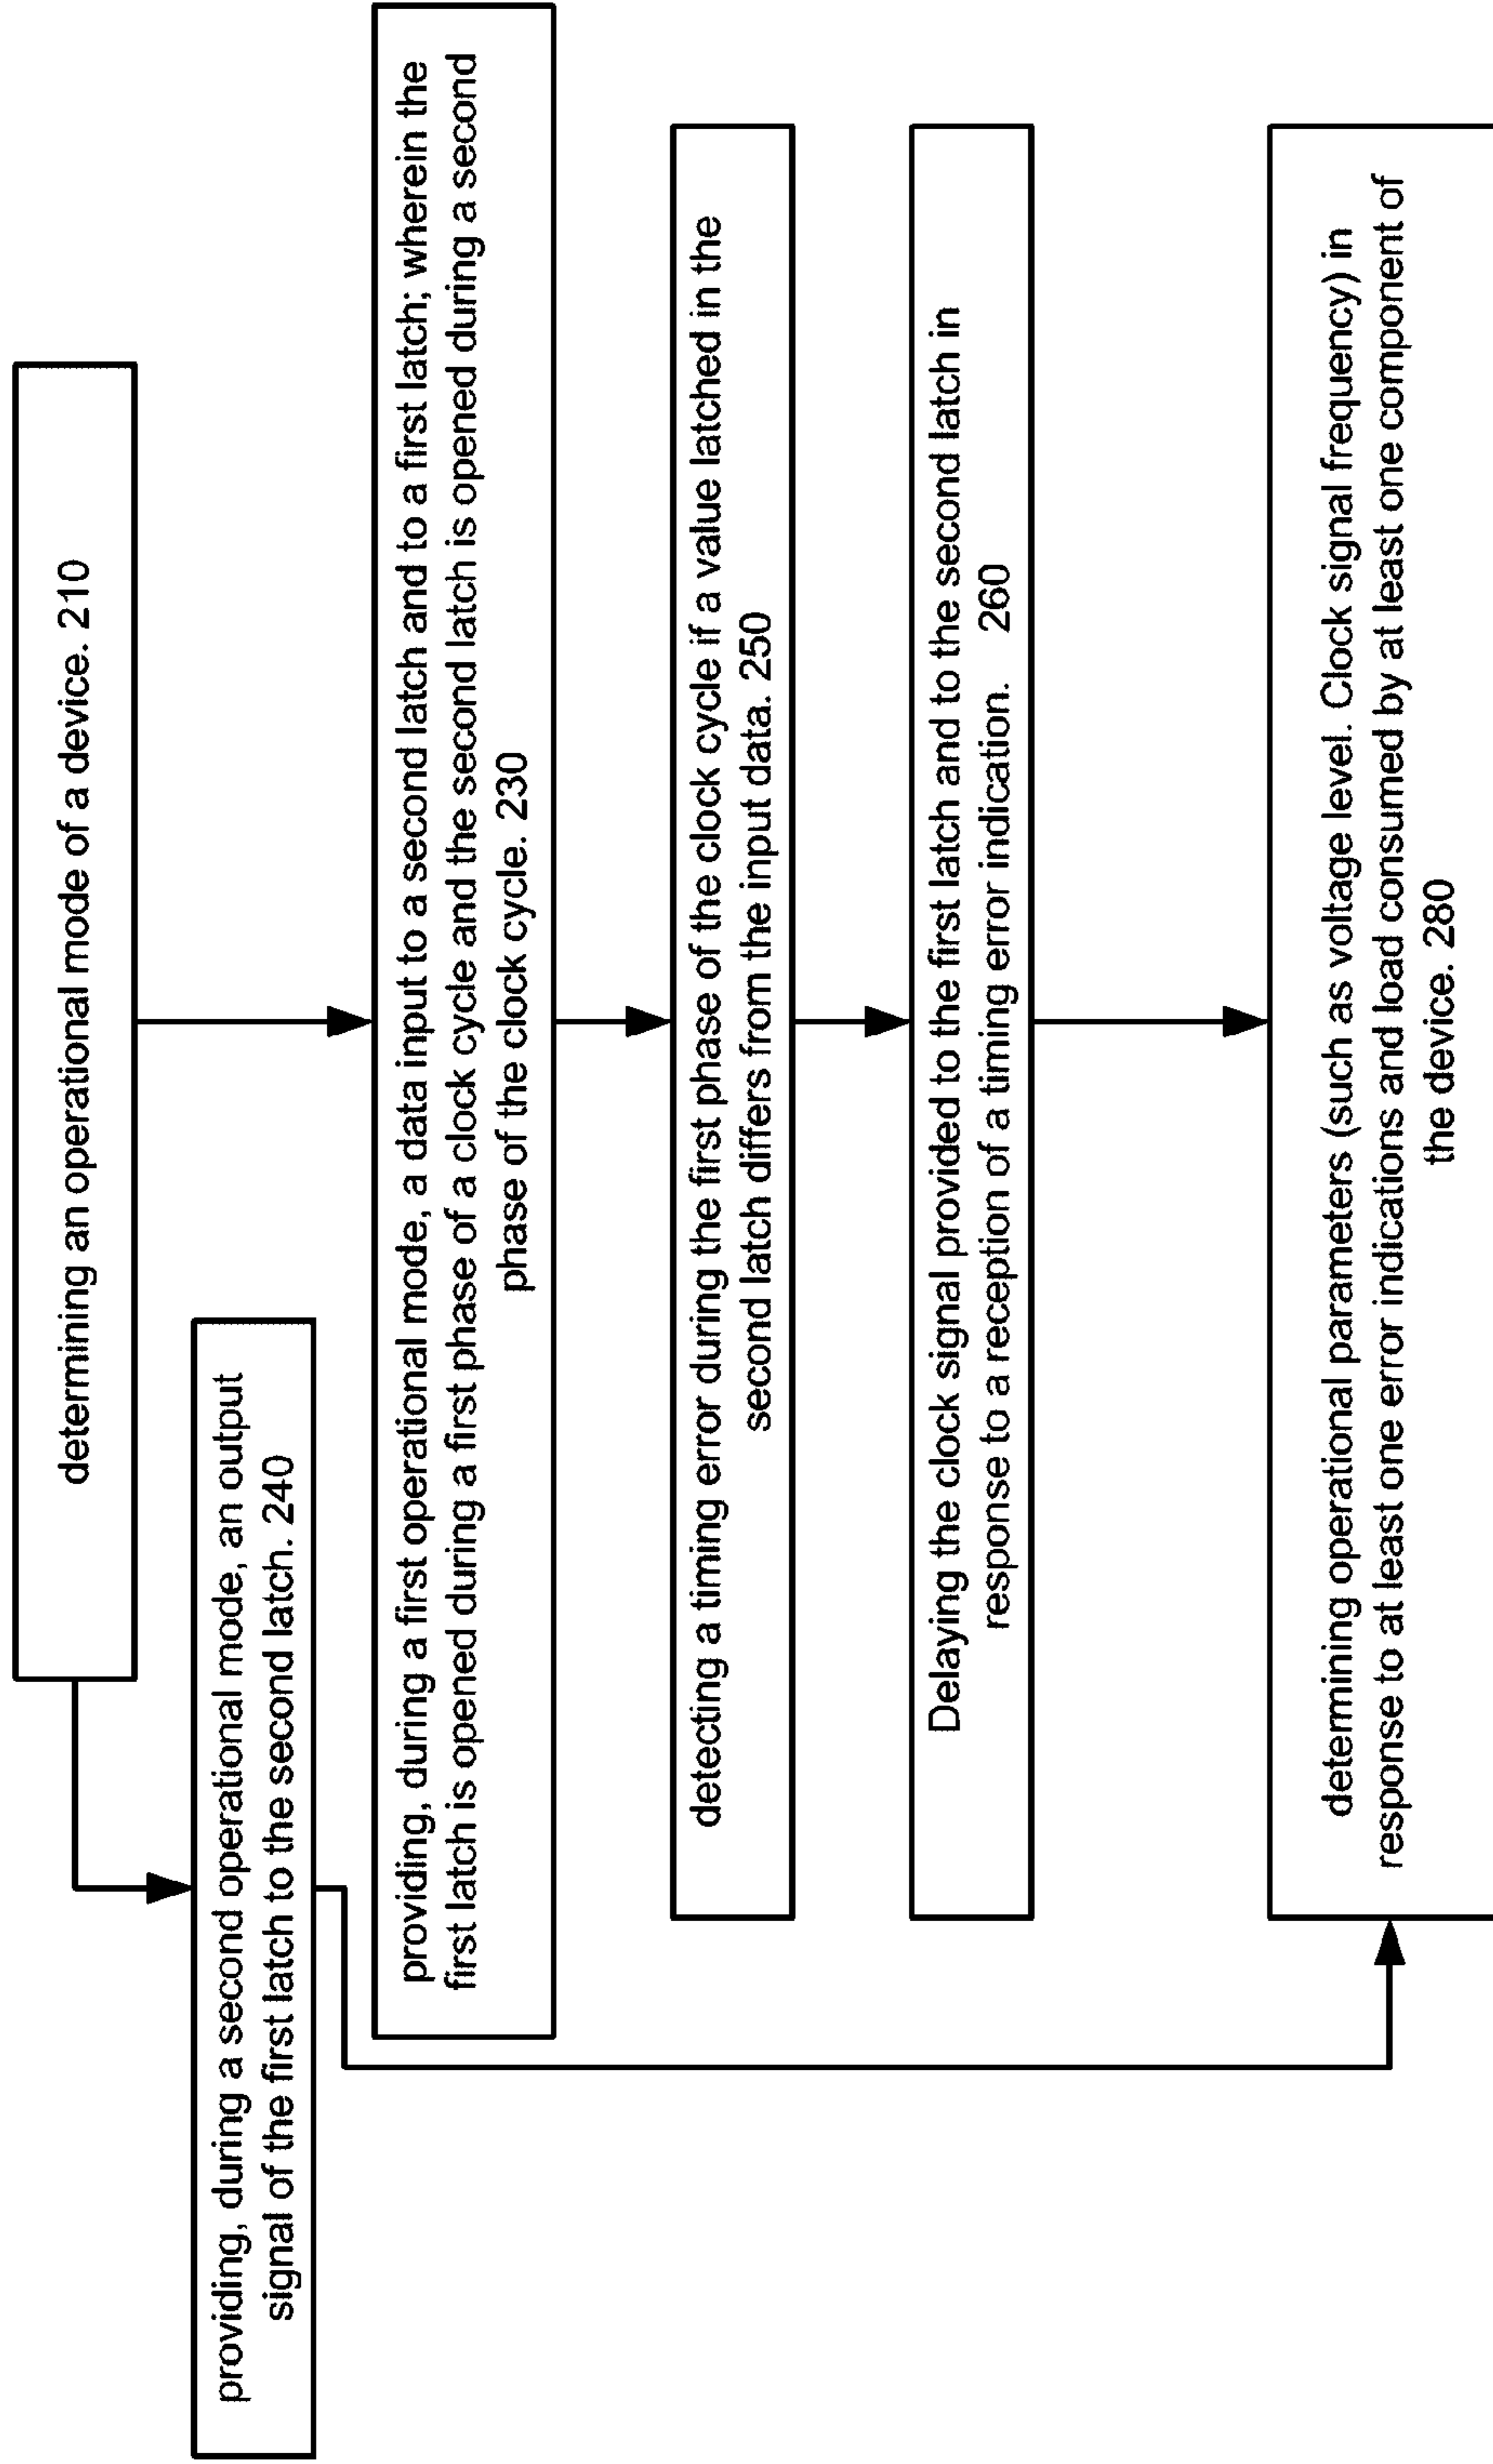 determining an operational mode of a device. 210
providing, during a second operational mode, an output
signal of the first latch to the second latch. 240
providing, during a first operational mode, a data input to a second latch and to a first latch; wherein the
first latch is opened during a first phase of a clock cycle and the second latch is opened during a second
phase of the clock cycle. 230
detecting a timing error during the first phase of the clock cycle if a value latched in the
second latch differs from the input data. 250
Delaying the clock signal provided to the first latch and to the second latch in
response to a reception of a timing error indication. 260
determining operational parameters (such as voltage level. Clock signal frequency) in
response to at least one error indications and load consumed by at least one component of
the device. 280